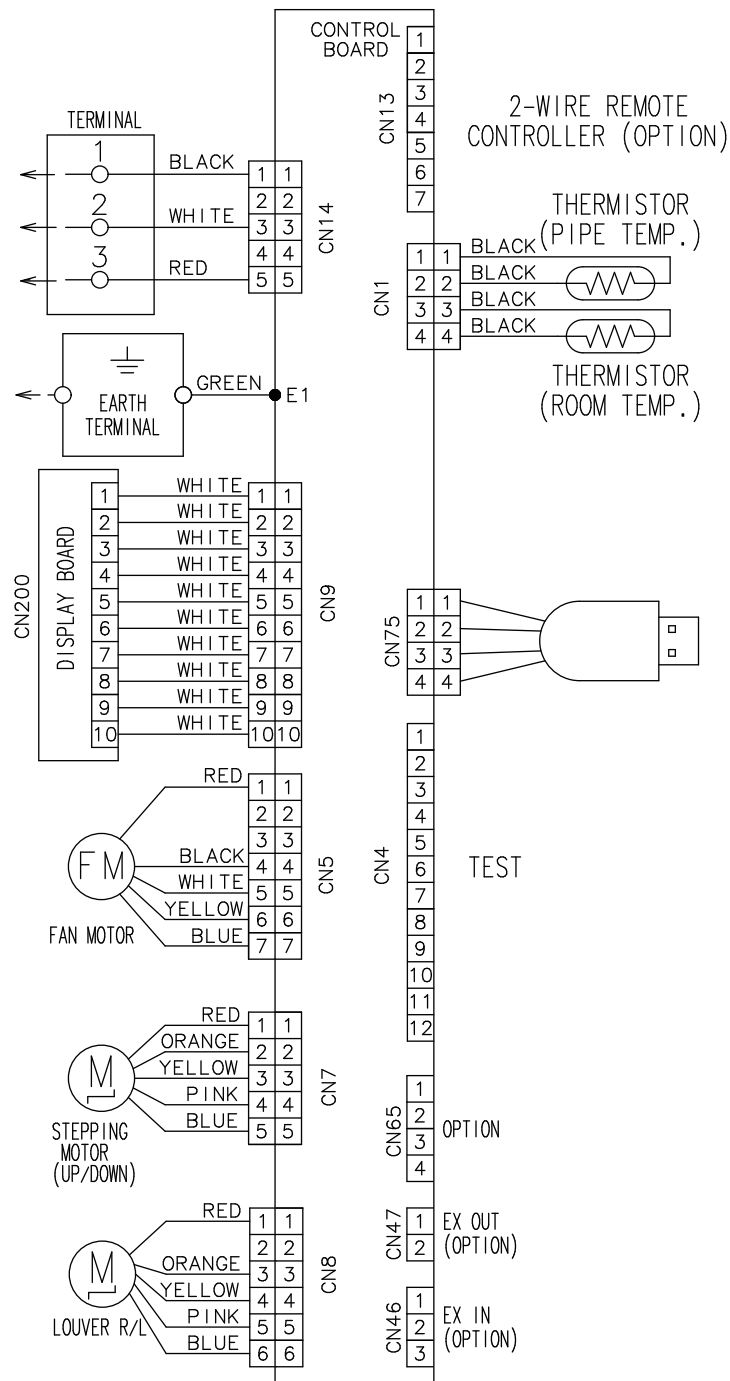 CONTROL
BOARD
CN13
1
2
3
4
5
6
7
2-WIRE REMOTE
CONTROLLER (OPTION)
TERMINAL
1
BLACK
2
WHITE
3
RED
1 1
2 2
3 3
4 4
5 5
CN14
THERMISTOR
(PIPE TEMP.)
CN1
1 1 BLACK
2 2 BLACK
3 3 BLACK
4 4 BLACK
THERMISTOR
(ROOM TEMP.)
EARTH
TERMINAL
GREEN
E1
CN200
DISPLAY BOARD
1 WHITE 1 1
2 WHITE 2 2
3 WHITE 3 3
4 WHITE 4 4
5 WHITE 5 5
6 WHITE 6 6
7 WHITE 7 7
8 WHITE 8 8
9 WHITE 9 9
10 WHITE 10 10
CN9
CN75
1 1
2 2
3 3
4 4
FM
FAN MOTOR
RED 1 1
2 2
3 3
BLACK 4 4
WHITE 5 5
YELLOW 6 6
BLUE 7 7
CN5
CN4
1
2
3
4
5
6
7
8
9
10
11
12
TEST
M
STEPPING
MOTOR
(UP/DOWN)
RED 1 1
ORANGE 2 2
YELLOW 3 3
PINK 4 4
BLUE 5 5
CN7
CN65
1
2
3
4
OPTION
M
LOUVER R/L
RED 1 1
2 2
ORANGE 3 3
YELLOW 4 4
PINK 5 5
BLUE 6 6
CN8
CN47
1
2
EX OUT
(OPTION)
CN46
1
2
3
EX IN
(OPTION)